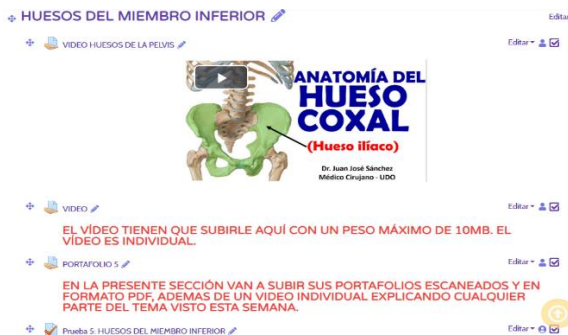 HUESOS DEL MIEMBRO INFERIOR
Editar
VIDEO HUESOS DE LA PELVIS
Editar
ANATOMÍA DEL
HUESO
COXAL
(Hueso ilíaco)
Dr. Juan José Sánchez
Médico Cirujano - UDO
VIDEO
Editar
EL VÍDEO TIENEN QUE SUBIRLE AQUÍ CON UN PESO MÁXIMO DE 10MB. EL
VÍDEO ES INDIVIDUAL.
PORTAFOLIO 5
Editar
EN LA PRESENTE SECCIÓN VAN A SUBIR SUS PORTAFOLIOS ESCANEADOS Y EN
FORMATO PDF, ADEMAS DE UN VIDEO INDIVIDUAL EXPLICANDO CUALQUIER
PARTE DEL TEMA VISTO ESTA SEMANA.
Prueba 5: HUESOS DEL MIEMBRO INFERIOR
Editar